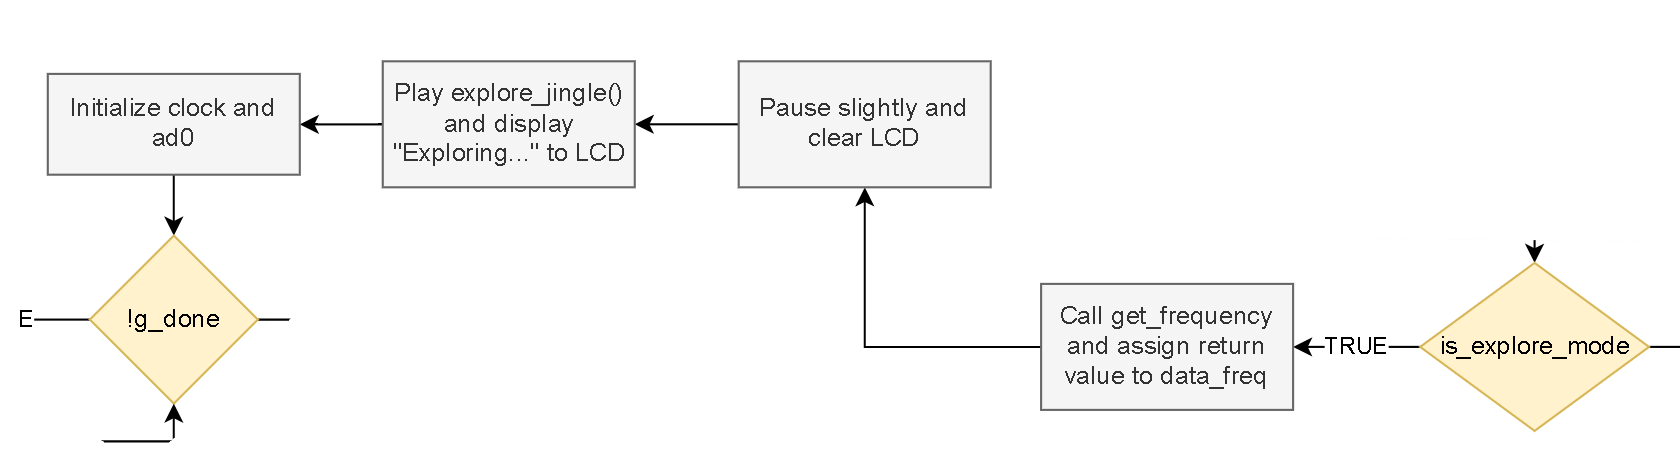 Initialize clock and
ad0
Play explore_jingle()
and display
"Exploring..." to LCD
Pause slightly and
clear LCD
E
!g_done
Call get_frequency
and assign return
value to data_freq
TRUE
is_explore_mode